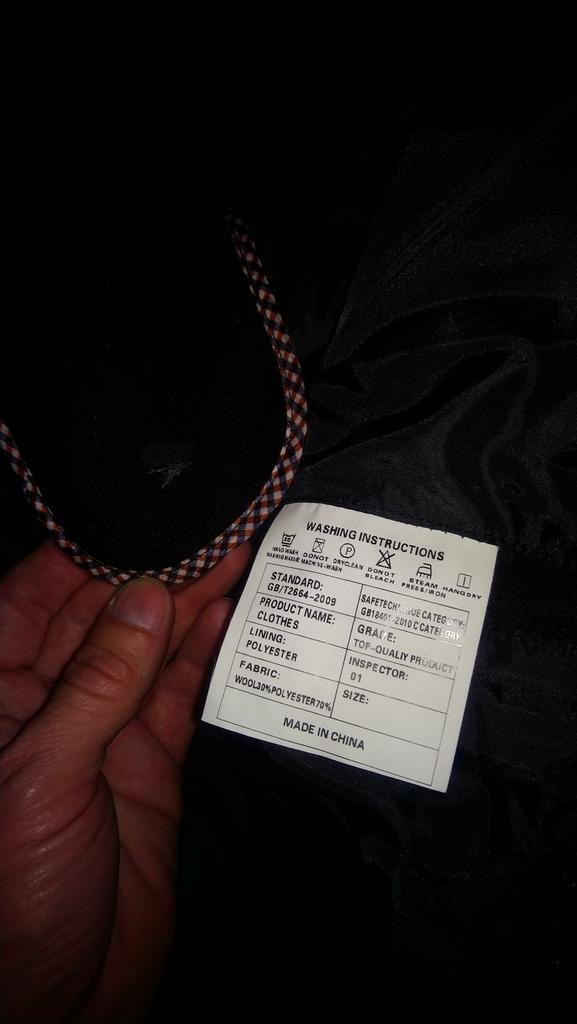 WASHING INSTRUCTIONS
30 P
HAND WASH DONOT DRYCLEAN DONOT STEAM HANGDRY
MACHINE-WASH BLEACH PRESS/IRON
STANDARD:
GB/T2664-2009
SAFETECHNIQUE CATEGORY:
GB18401-2010 C CATEGORY
PRODUCT NAME:
CLOTHES
GRADE:
TOP-QUALIY PRODUCT
LINING:
POLYESTER
INSPECTOR:
01
FABRIC:
WOOL30%POLYESTER70%
SIZE:
MADE IN CHINA